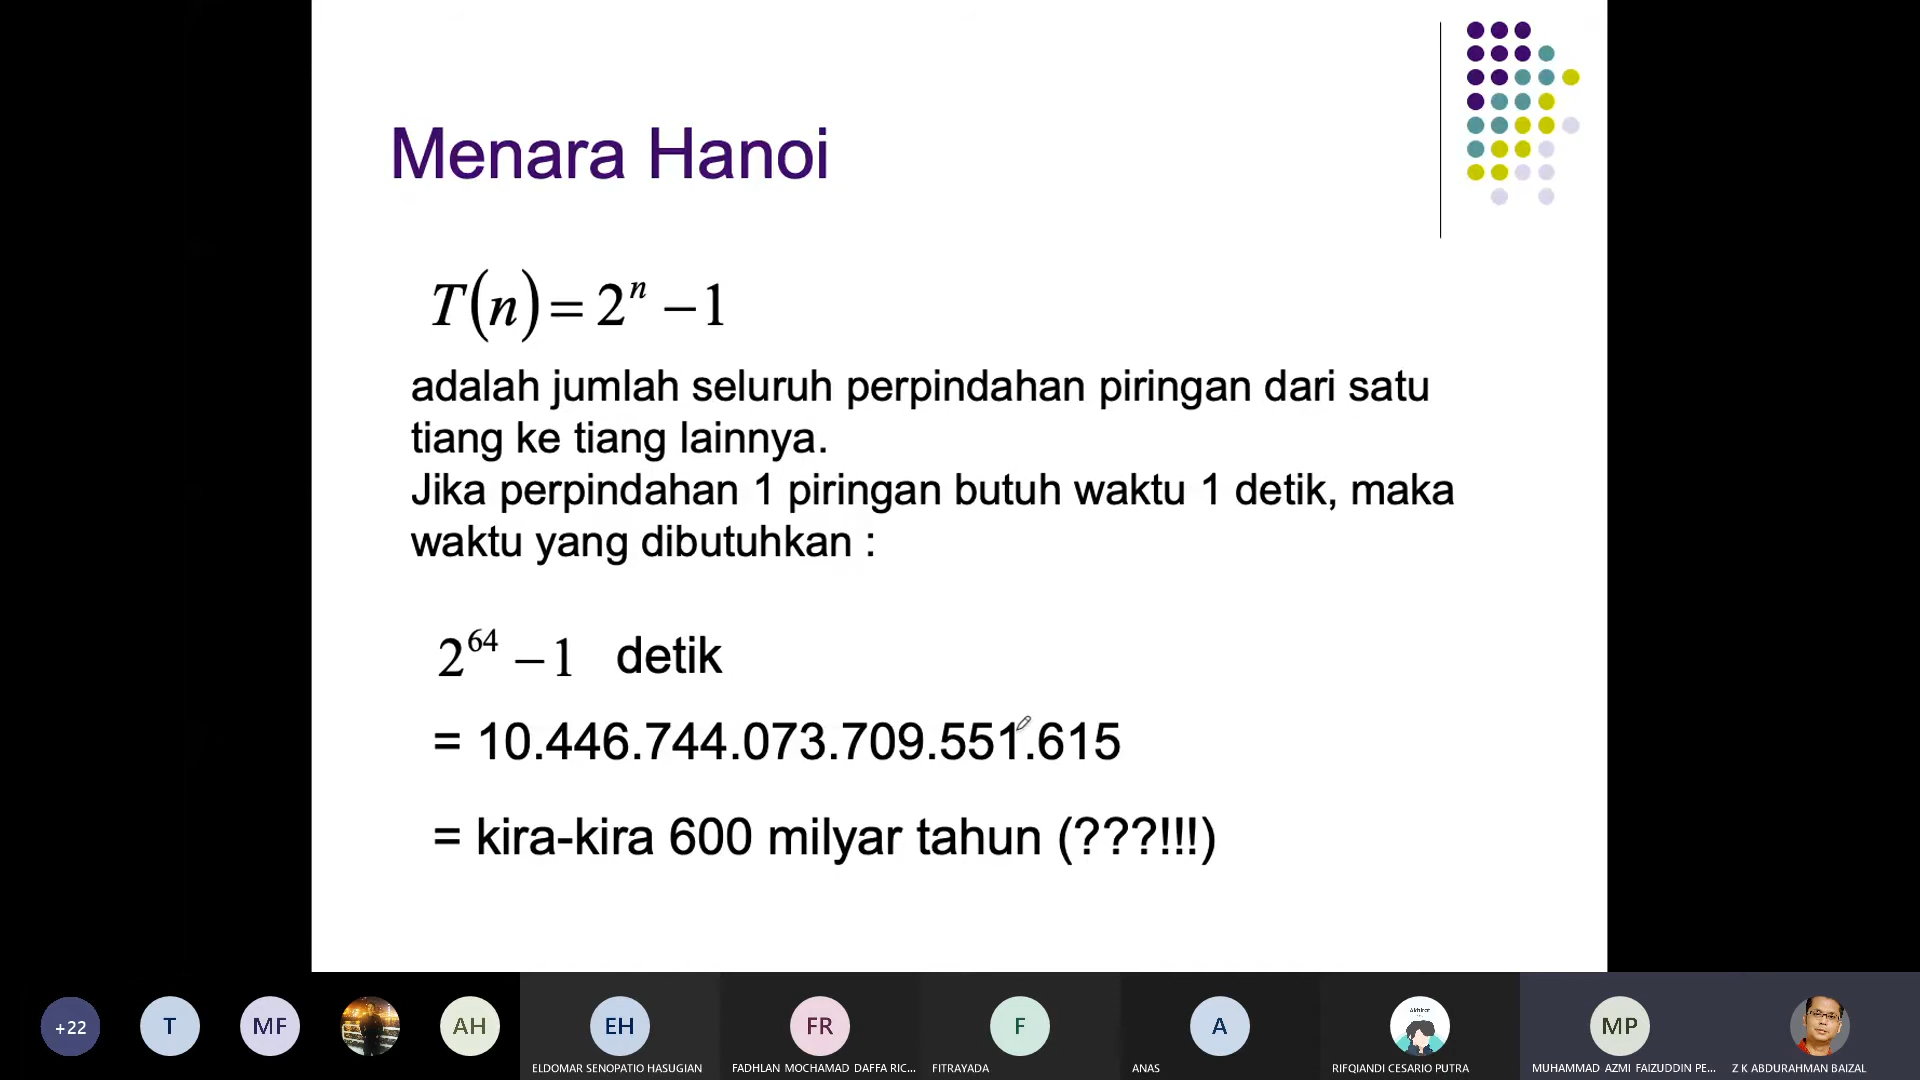 Menara Hanoi
T(n) = 2ⁿ − 1
adalah jumlah seluruh perpindahan piringan dari satu
tiang ke tiang lainnya.
Jika perpindahan 1 piringan butuh waktu 1 detik, maka
waktu yang dibutuhkan :
2⁶⁴ − 1 detik
= 10.446.744.073.709.551.615
= kira-kira 600 milyar tahun (???!!!)
+22 T MF AH EH FR F A MP
ELDOMAR SENOPATIO HASUGIAN FADHLAN MOCHAMAD DAFFA RIC... FITRAYADA ANAS RIFQIANDI CESARIO PUTRA MUHAMMAD AZMI FAIZUDDIN PE... Z K ABDURAHMAN BAIZAL